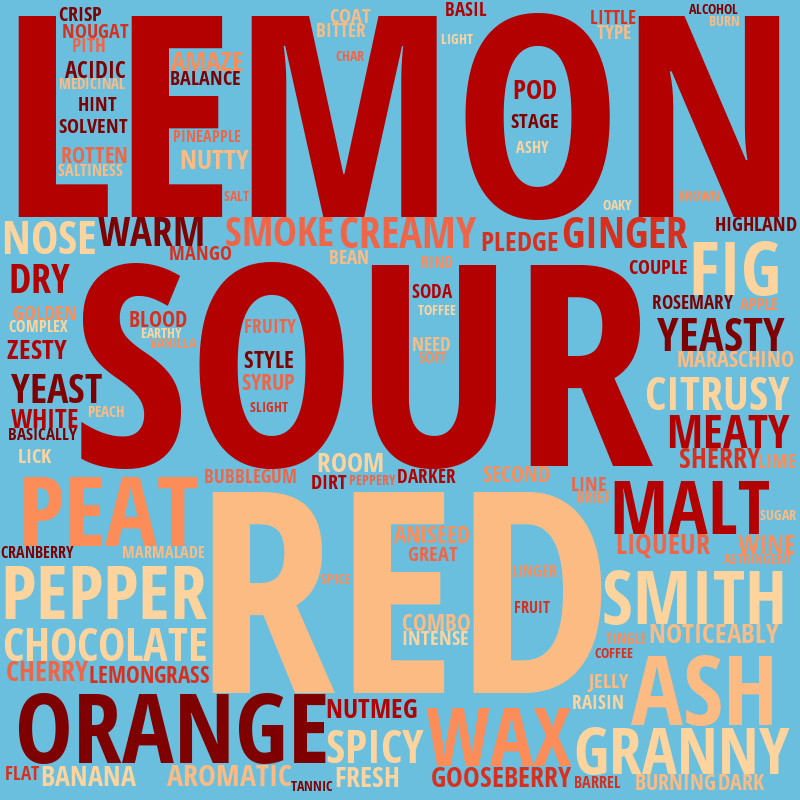 LEMON
CRISP
NOUGAT
PITH
ACIDIC
MEDICINAL
HINT
SOLVENT
ROTTEN
SALTINESS
AMAZE
BALANCE
PINEAPPLE
NUTTY
SALT
COAT
BITTER
CHAR
BASIL
LIGHT
POD
STAGE
ASHY
LITTLE
TYPE
ALCOHOL
BURN
OAKY
BROWN
HIGHLAND
NOSE
WARM
MANGO
SMOKE
CREAMY
PLEDGE
GINGER
BEAN
RIND
COUPLE
FIG
DRY
SOUR
GOLDEN
COMPLEX
ZESTY
BLOOD
EARTHY
VANILLA
FRUITY
STYLE
SYRUP
SLIGHT
SODA
TOFFEE
NEED
SOFT
ROSEMARY
APPLE
YEASTY
MARASCHINO
CITRUSY
MEATY
SHERRY
LIME
YEAST
WHITE
PEACH
BASICALLY
LICK
ROOM
BUBBLEGUM
DIRT
PEPPERY
DARKER
SECOND
LINE
BRIEF
MALT
SUGAR
PEAT
CRANBERRY
MARMALADE
RED
ANISEED
GREAT
SPICE
LINGER
FRUIT
COMBO
INTENSE
LIQUEUR
WINE
ASTRINGENT
PEPPER
CHOCOLATE
CHERRY
LEMONGRASS
SMITH
TINGLE
NOTICEABLY
COFFEE
JELLY
RAISIN
ASH
ORANGE
NUTMEG
SPICY
WAX
GRANNY
FLAT
BANANA
AROMATIC
TANNIC
FRESH
GOOSEBERRY
BARREL
BURNING
DARK